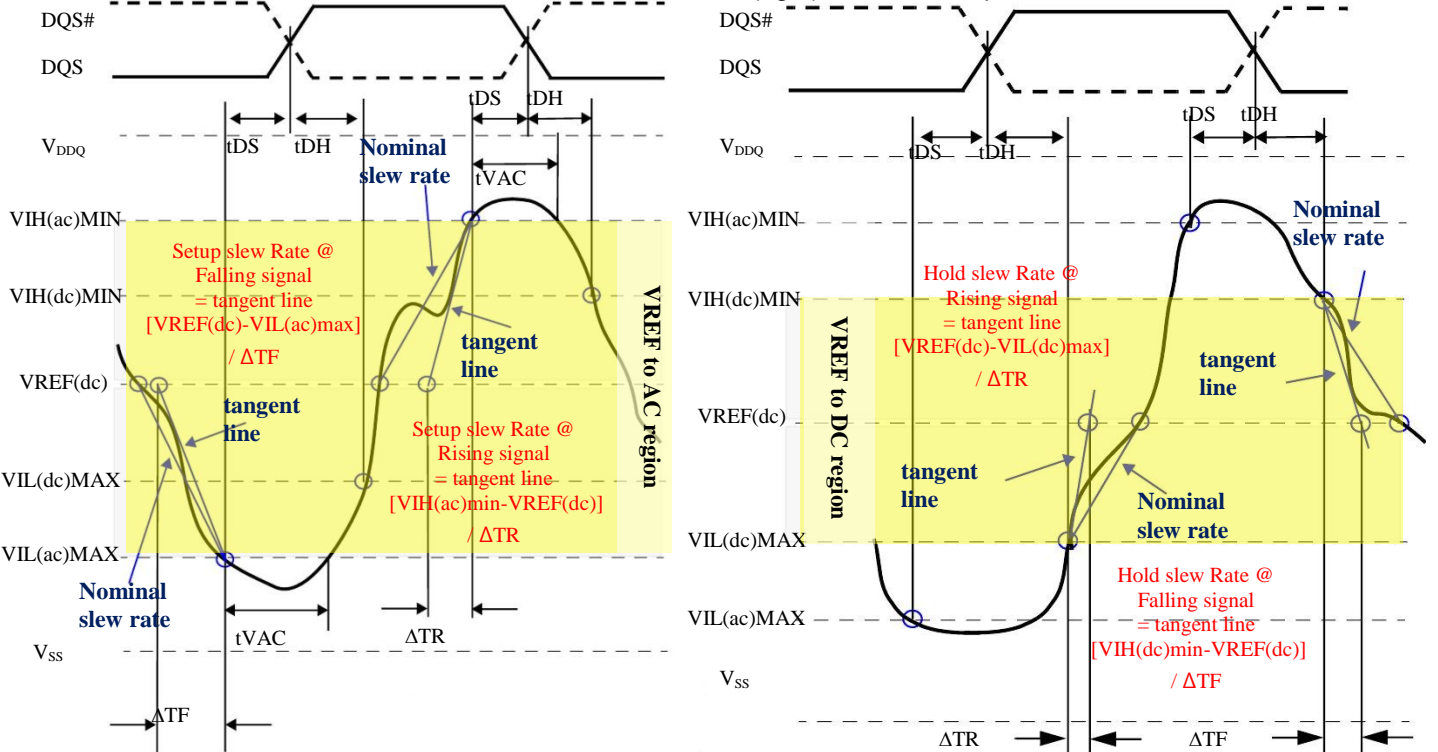 DQS#
DQS
tDS
tDH
tDS
tDH
VDDQ
Nominal
slew rate
tVAC
VIH(ac)MIN
Setup slew Rate @
Falling signal
= tangent line
[VREF(dc)-VIL(ac)max]
/ ΔTF
VIH(dc)MIN
tangent
line
VREF to AC region
VREF(dc)
tangent
line
Setup slew Rate @
Rising signal
= tangent line
[VIH(ac)min-VREF(dc)]
/ ΔTR
VIL(dc)MAX
VIL(ac)MAX
Nominal
slew rate
tVAC
ΔTR
VSS
ΔTF
DQS#
DQS
tDS
tDH
tDS
tDH
VDDQ
VIH(ac)MIN
Nominal
slew rate
Hold slew Rate @
Rising signal
= tangent line
[VREF(dc)-VIL(dc)max]
/ ΔTR
VIH(dc)MIN
VREF to DC region
tangent
line
VREF(dc)
tangent
line
Nominal
slew rate
VIL(dc)MAX
Hold slew Rate @
Falling signal
= tangent line
[VIH(dc)min-VREF(dc)]
/ ΔTF
VIL(ac)MAX
VSS
ΔTR
ΔTF